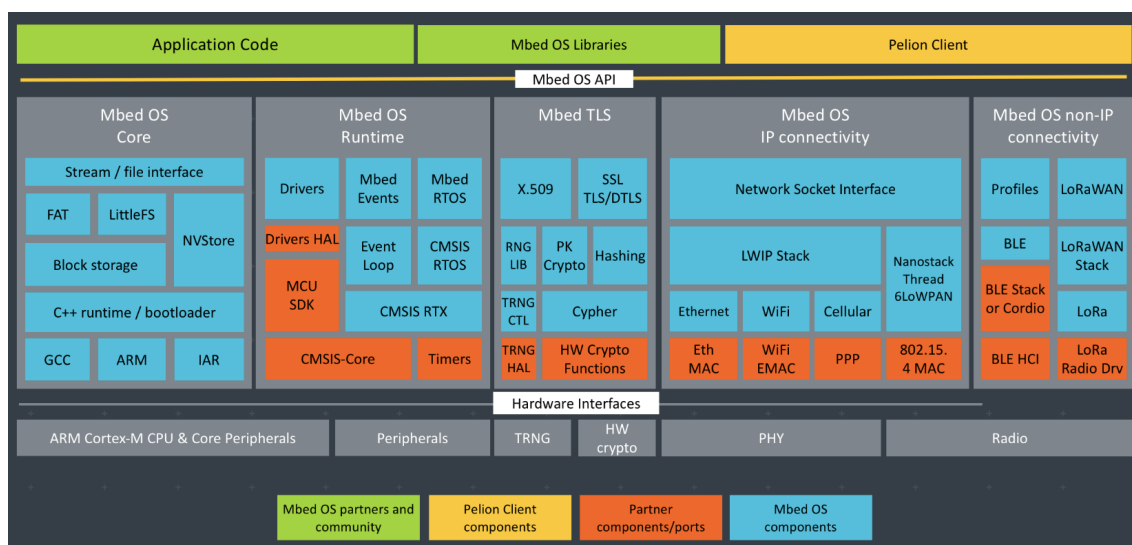 Application Code
Mbed OS Libraries
Pelion Client
Mbed OS API
Mbed OS
Core
Stream / file interface
FAT
LittleFS
NVStore
Block storage
C++ runtime / bootloader
GCC
ARM
IAR
Mbed OS
Runtime
Drivers
Mbed
Events
Mbed
RTOS
Drivers HAL
Event
Loop
CMSIS
RTOS
MCU
SDK
CMSIS RTX
CMSIS-Core
Timers
Mbed TLS
X.509
SSL
TLS/DTLS
RNG
LIB
PK
Crypto
Hashing
TRNG
CTL
Cypher
TRNG
HAL
HW Crypto
Functions
Mbed OS
IP connectivity
Network Socket Interface
LWIP Stack
Nanostack
Thread
6LoWPAN
Ethernet
WiFi
Cellular
Eth
MAC
WiFi
EMAC
PPP
802.15.
4 MAC
Mbed OS non-IP
connectivity
Profiles
LoRaWAN
BLE
LoRaWAN
Stack
BLE Stack
or Cordio
LoRa
BLE HCI
LoRa
Radio Drv
Hardware Interfaces
ARM Cortex-M CPU & Core Peripherals
Peripherals
TRNG
HW
crypto
PHY
Radio
Mbed OS partners and
community
Pelion Client
components
Partner
components/ports
Mbed OS
components